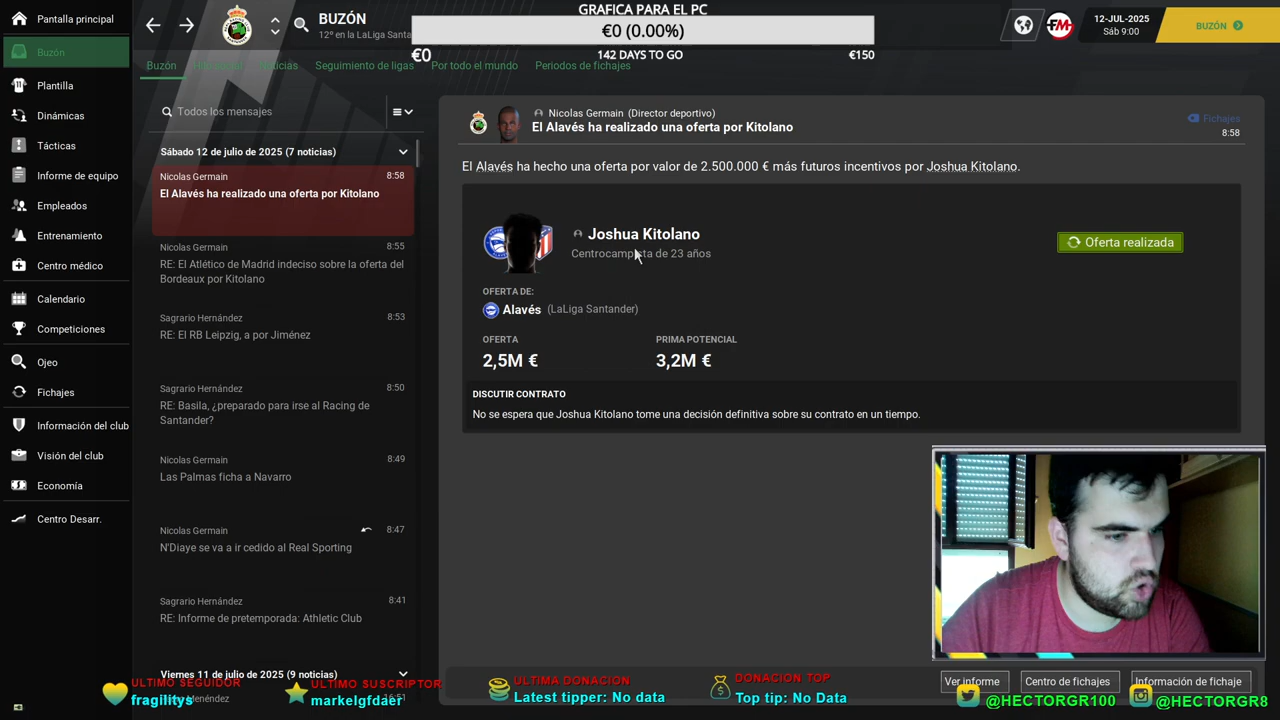 Pantalla principal
Buzón
Plantilla
Dinámicas
Tácticas
Informe de equipo
Empleados
Entrenamiento
Centro médico
Calendario
Competiciones
Ojeo
Fichajes
Información del club
Visión del club
Economía
Centro Desarr.
BUZÓN
12º en la LaLiga Santa
GRAFICA PARA EL PC
€0 (0.00%)
€0
142 DAYS TO GO
€150
12-JUL-2025
Sáb 9:00
BUZÓN
Buzón
Noticias
Seguimiento de ligas
Por todo el mundo
Periodos de fichajes
Todos los mensajes
Sábado 12 de julio de 2025 (7 noticias)
Nicolas Germain 8:58
El Alavés ha realizado una oferta por Kitolano
Nicolas Germain 8:55
RE: El Atlético de Madrid indeciso sobre la oferta del
Bordeaux por Kitolano
Sagrario Hernández 8:53
RE: El RB Leipzig, a por Jiménez
Sagrario Hernández 8:50
RE: Basila, ¿preparado para irse al Racing de
Santander?
Nicolas Germain 8:49
Las Palmas ficha a Navarro
Nicolas Germain 8:47
N'Diaye se va a ir cedido al Real Sporting
Sagrario Hernández 8:41
RE: Informe de pretemporada: Athletic Club
Viernes 11 de julio de 2025 (9 noticias)
Nicolas Germain (Director deportivo)
El Alavés ha realizado una oferta por Kitolano
Fichajes
8:58
El Alavés ha hecho una oferta por valor de 2.500.000 € más futuros incentivos por Joshua Kitolano.
Joshua Kitolano
Centrocampista de 23 años
Oferta realizada
OFERTA DE:
Alavés (LaLiga Santander)
OFERTA
PRIMA POTENCIAL
2,5M €
3,2M €
DISCUTIR CONTRATO
No se espera que Joshua Kitolano tome una decisión definitiva sobre su contrato en un tiempo.
Ver informe
Centro de fichajes
Información de fichaje
ULTIMO SEGUIDOR
fragilitys
ULTIMO SUSCRIPTOR
markelgfdaer
ULTIMA DONACION
Latest tipper: No data
DONACION TOP
Top tip: No Data
@HECTORGR100
@HECTORGR8